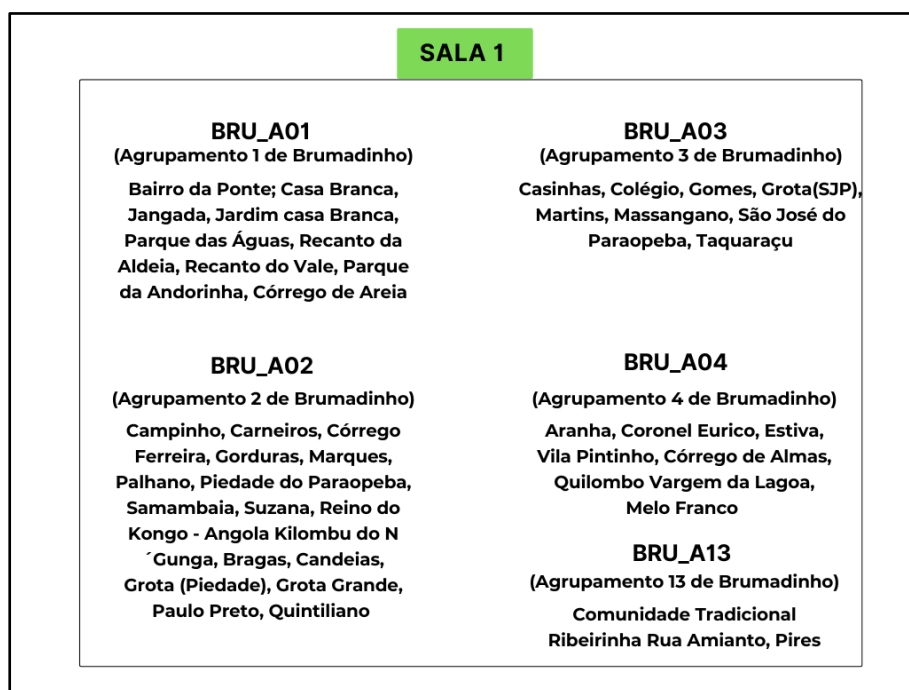 SALA 1
BRU_A01
(Agrupamento 1 de Brumadinho)
Bairro da Ponte; Casa Branca,
Jangada, Jardim casa Branca,
Parque das Águas, Recanto da
Aldeia, Recanto do Vale, Parque
da Andorinha, Córrego de Areia
BRU_A02
(Agrupamento 2 de Brumadinho)
Campinho, Carneiros, Córrego
Ferreira, Gorduras, Marques,
Palhano, Piedade do Paraopeba,
Samambaia, Suzana, Reino do
Kongo - Angola Kilombu do N
´Gunga, Bragas, Candeias,
Grota (Piedade), Grota Grande,
Paulo Preto, Quintiliano
BRU_A03
(Agrupamento 3 de Brumadinho)
Casinhas, Colégio, Gomes, Grota(SJP),
Martins, Massangano, São José do
Paraopeba, Taquaraçu
BRU_A04
(Agrupamento 4 de Brumadinho)
Aranha, Coronel Eurico, Estiva,
Vila Pintinho, Córrego de Almas,
Quilombo Vargem da Lagoa,
Melo Franco
BRU_A13
(Agrupamento 13 de Brumadinho)
Comunidade Tradicional
Ribeirinha Rua Amianto, Pires